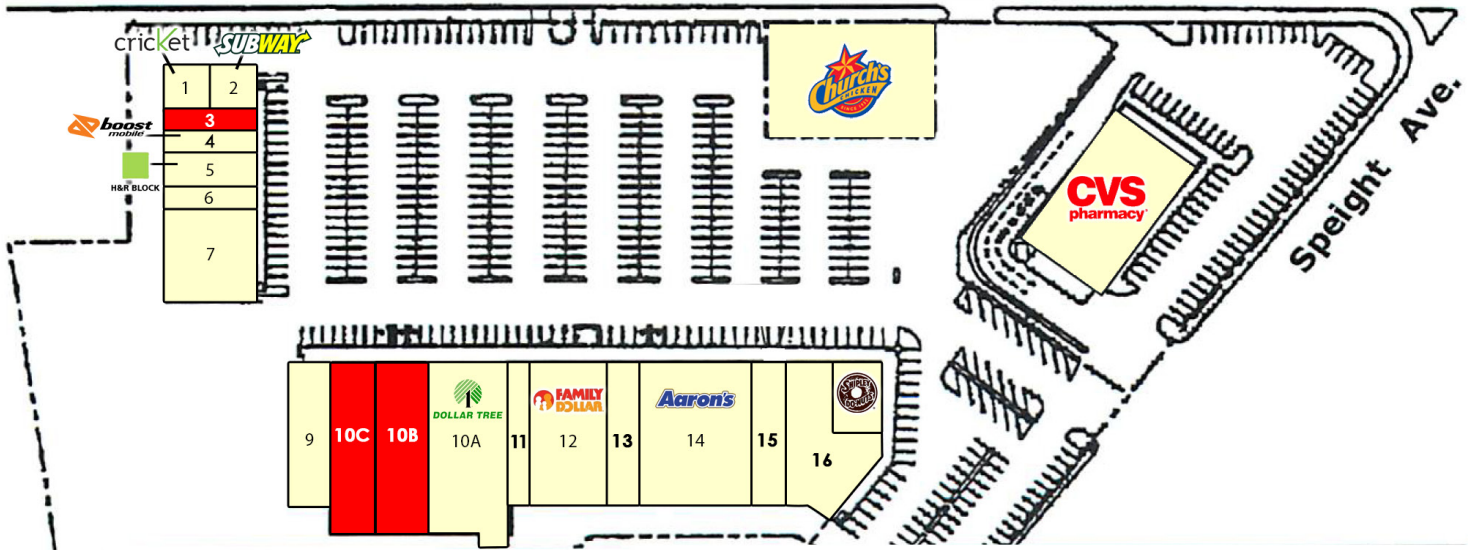 cricket
SUBWAY
1
2
3
boost
mobile
4
5
H&R BLOCK
6
7
Church's
CHICKEN
CVS
pharmacy
Speight Ave.
9
10C
10B
DOLLAR TREE
10A
11
FAMILY
DOLLAR
12
13
Aaron's
14
15
16
SHIPLEY
DO-NUTS